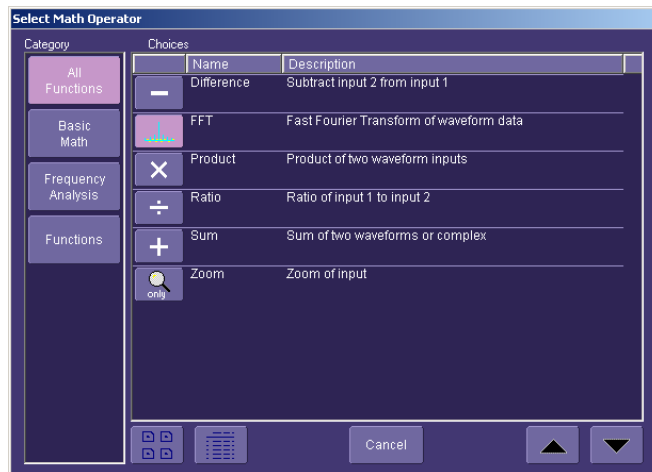 Select Math Operator
Category
Choices
All
Functions
Basic
Math
Frequency
Analysis
Functions
Name Description
Difference Subtract input 2 from input 1
FFT Fast Fourier Transform of waveform data
Product Product of two waveform inputs
Ratio Ratio of input 1 to input 2
Sum Sum of two waveforms or complex
Zoom Zoom of input
only
Cancel